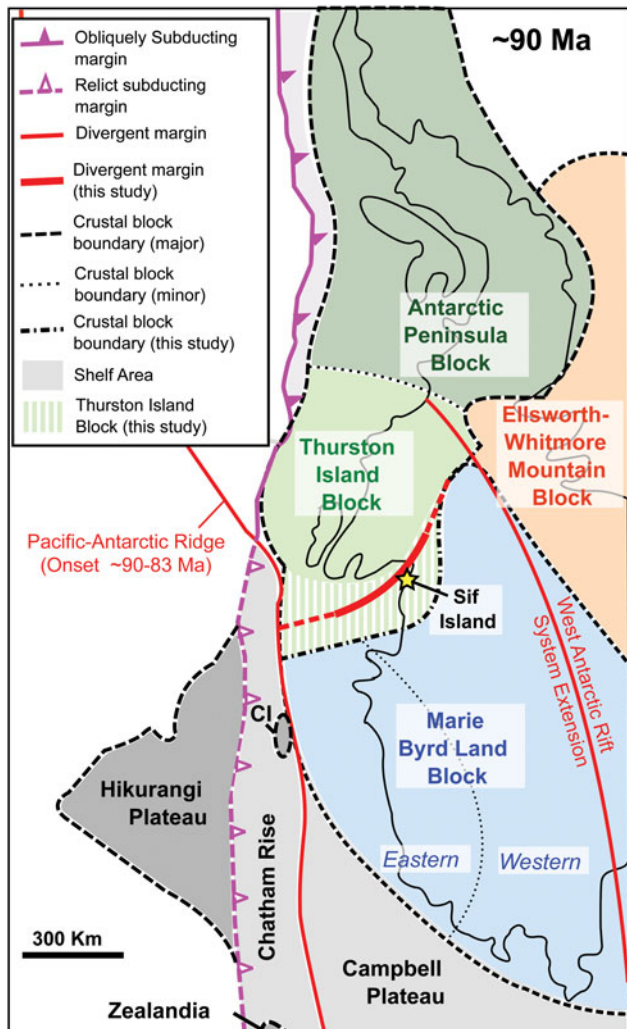 ~90 Ma
Obliquely Subducting
margin
Relict subducting
margin
Divergent margin
Divergent margin
(this study)
Crustal block
boundary (major)
Crustal block
boundary (minor)
Crustal block
boundary (this study)
Shelf Area
Thurston Island
Block (this study)
Antarctic
Peninsula
Block
Ellsworth-
Whitmore
Mountain
Block
Thurston
Island
Block
Pacific-Antarctic Ridge
(Onset ~90-83 Ma)
Sif
Island
West Antarctic Rift
System Extension
CI
Marie
Byrd Land
Block
Hikurangi
Plateau
Chatham Rise
Eastern
Western
300 Km
Campbell
Plateau
Zealandia